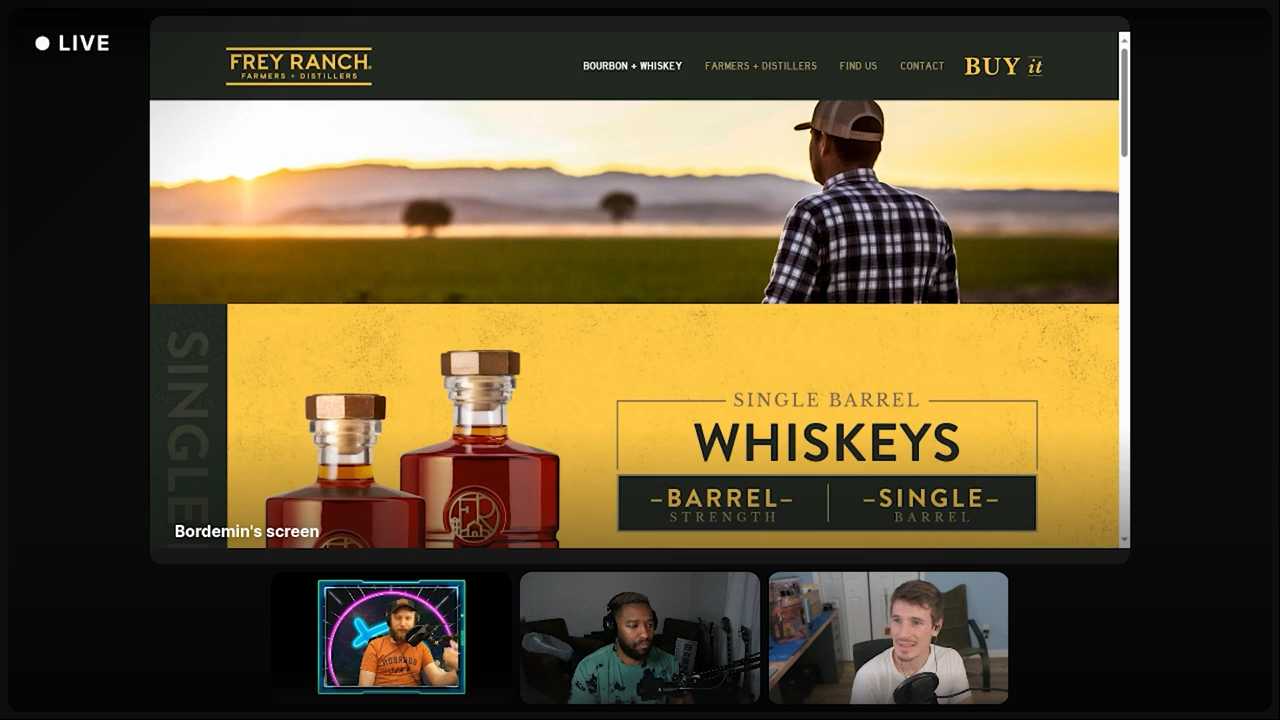 LIVE
FREY RANCH
FARMERS + DISTILLERS
BOURBON + WHISKEY
FARMERS + DISTILLERS
FIND US
CONTACT
BUY it
SINGLE
SINGLE BARREL
WHISKEYS
–BARREL–
STRENGTH
–SINGLE–
BARREL
Bordemin's screen